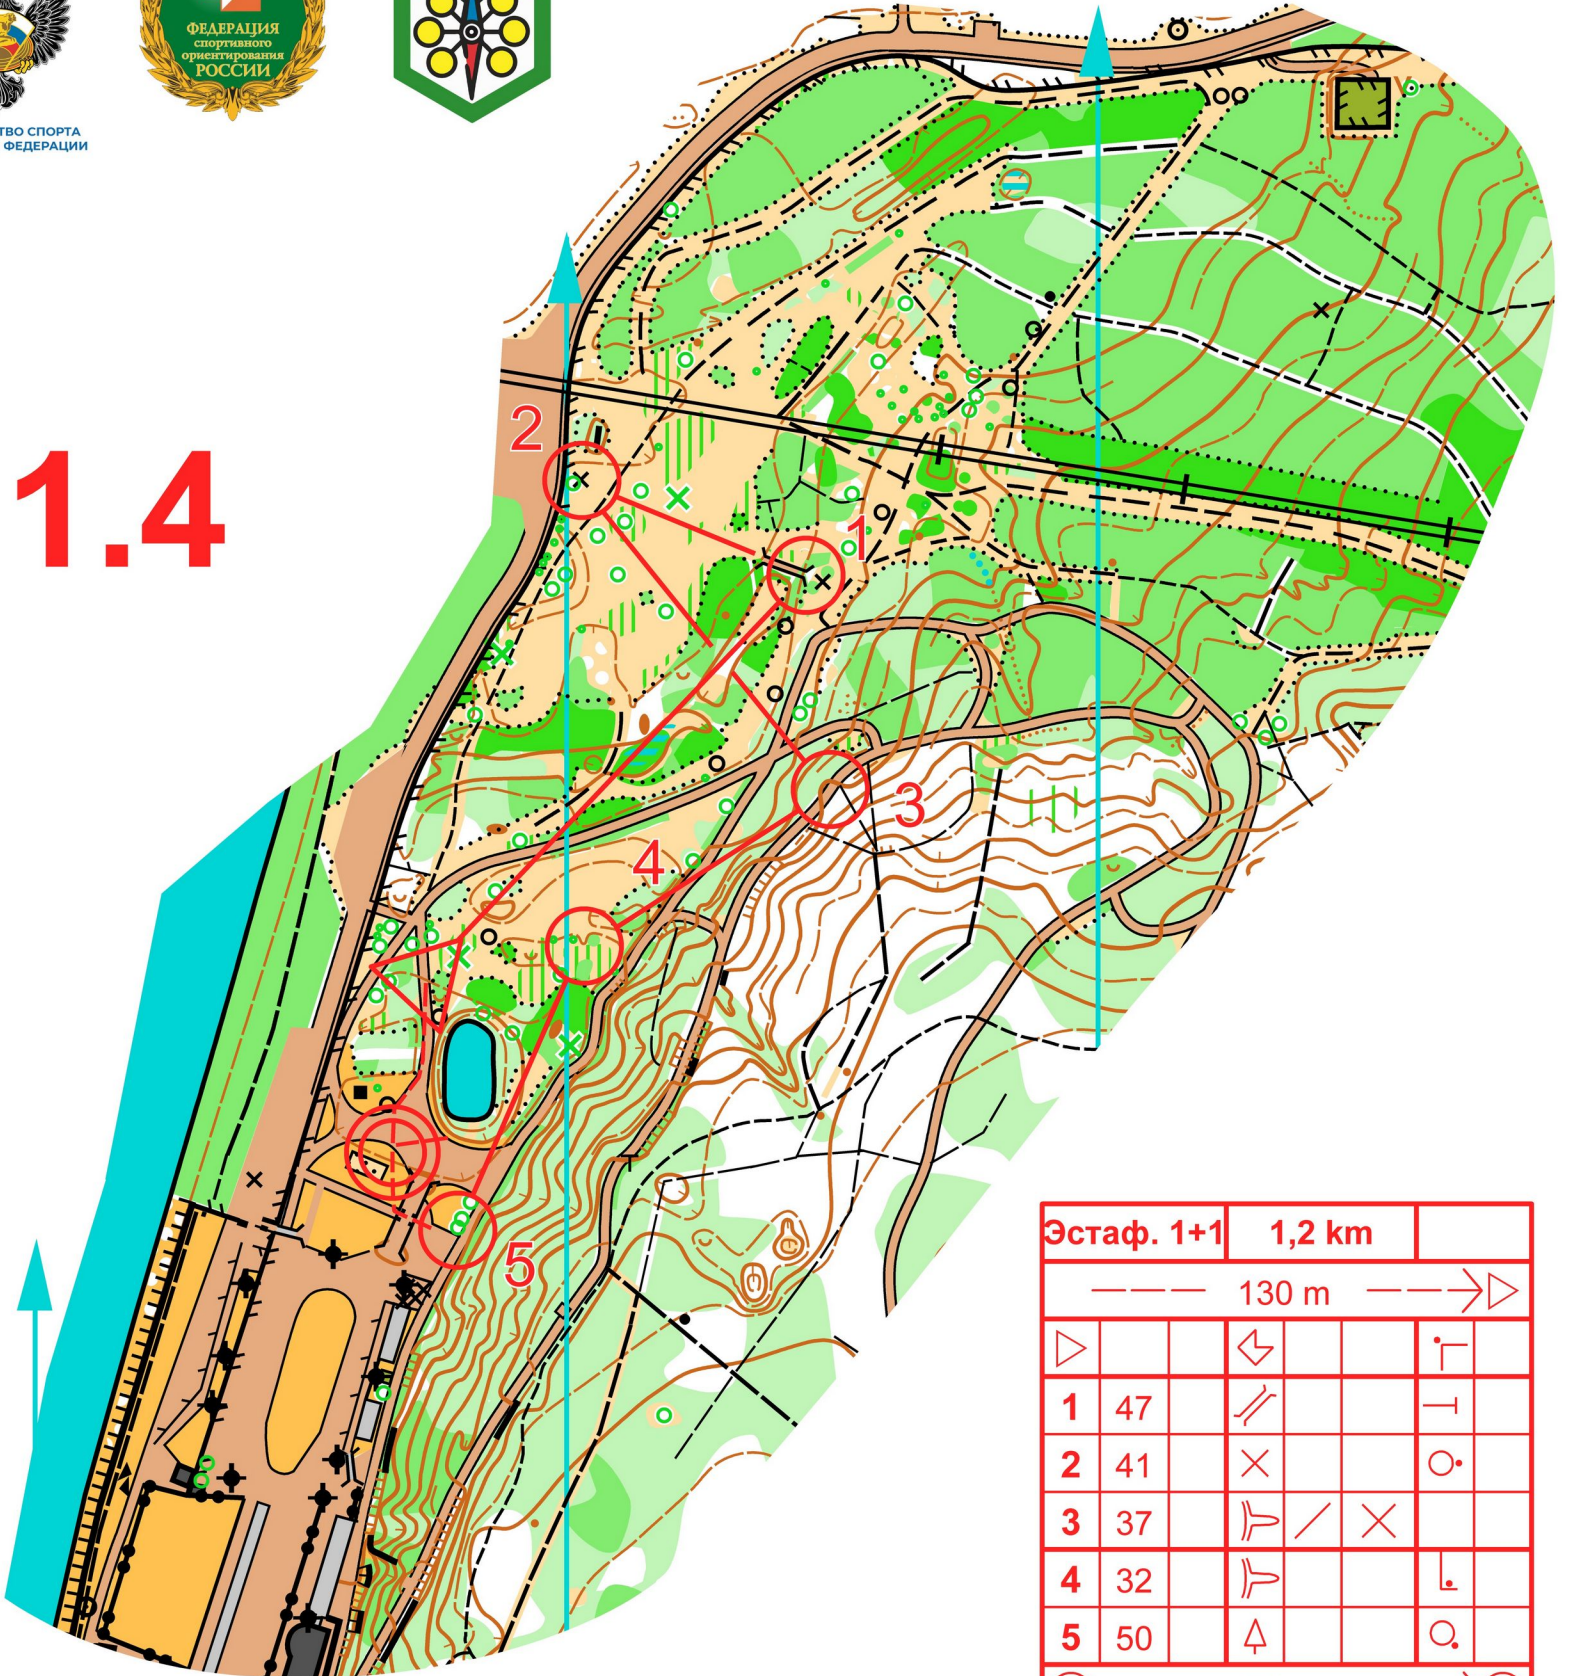 ФЕДЕРАЦИЯ
спортивного
ориентирования
РОССИИ
ТВО СПОРТА
ФЕДЕРАЦИИ
1.4
2
1
3
4
5
Эстаф. 1+1 1,2 km
130 m
1 47
2 41
3 37
4 32
5 50